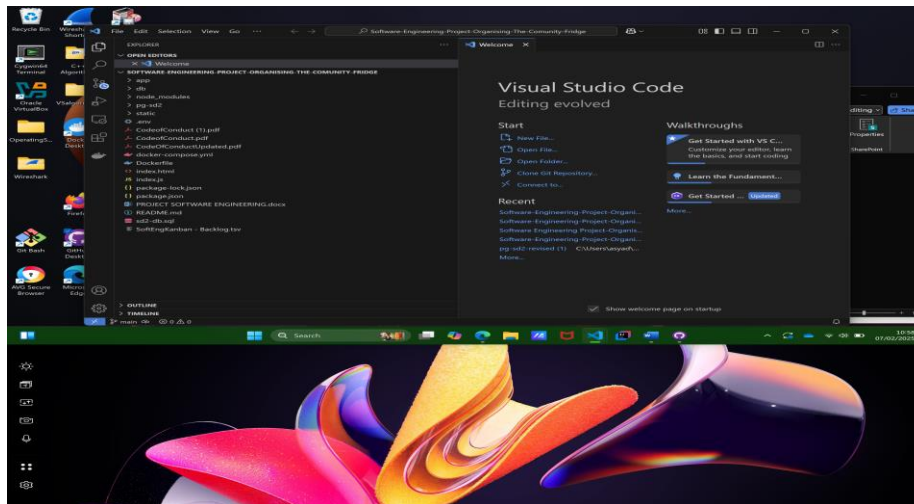 Recycle Bin
File Edit Selection View Go ···
Software-Engineering-Project-Organising-The-Comunity-Fridge
EXPLORER
Welcome
OPEN EDITORS
Welcome
SOFTWARE-ENGINEERING-PROJECT-ORGANISING-THE-COMUNITY-FRIDGE
app
db
node_modules
pg-sd2
static
.env
CodeofConduct (1).pdf
CodeofConduct.pdf
CodeOfConductUpdated.pdf
docker-compose.yml
Dockerfile
index.html
index.js
package-lock.json
package.json
PROJECT SOFTWARE ENGINEERING.docx
README.md
sd2-db.sql
SoftEngKanban - Backlog.tsv
OUTLINE
TIMELINE
main
Cygwin64
Terminal
Oracle
VirtualBox
OperatingS...
Wireshark
Git Bash
AVG Secure
Browser
Visual Studio Code
Editing evolved
Start
New File...
Open File...
Open Folder...
Clone Git Repository...
Connect to...
Recent
Software-Engineering-Project-Organi...
Software-Engineering-Project-Organi...
Software Engineering Project-Organi...
Software-Engineering-Project-Organi...
pg-sd2-revised (1) C:\Users\asyad\...
More...
Walkthroughs
Get Started with VS C...
Customize your editor, learn
the basics, and start coding
Learn the Fundament...
Get Started ... Updated
More...
Show welcome page on startup
Editing
Properties
SharePoint
Search
10:58
07/02/2025